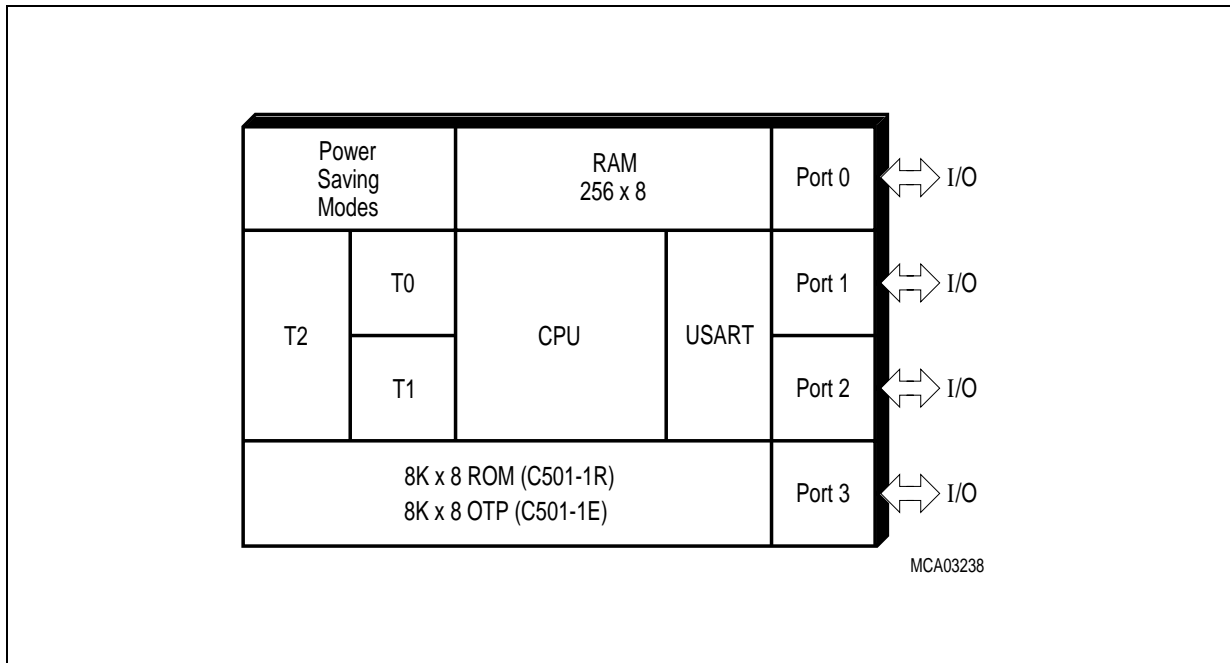 Power
Saving
Modes
RAM
256 x 8
Port 0
I/O
T2
T0
T1
CPU
USART
Port 1
I/O
Port 2
I/O
8K x 8 ROM (C501-1R)
8K x 8 OTP (C501-1E)
Port 3
I/O
MCA03238